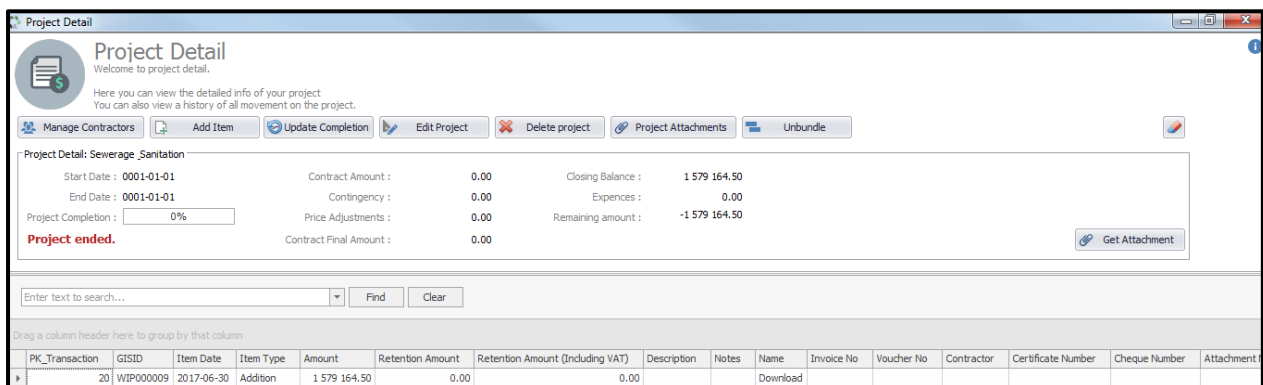 Project Detail
Project Detail
Welcome to project detail.
Here you can view the detailed info of your project
You can also view a history of all movement on the project.
Manage Contractors Add Item Update Completion Edit Project Delete project Project Attachments Unbundle
Project Detail: Sewerage_Sanitation
Start Date : 0001-01-01 Contract Amount : 0.00 Closing Balance : 1 579 164.50
End Date : 0001-01-01 Contingency : 0.00 Expences : 0.00
Project Completion : 0% Price Adjustments : 0.00 Remaining amount : -1 579 164.50
Project ended. Contract Final Amount : 0.00
Get Attachment
Enter text to search... Find Clear
Drag a column header here to group by that column
PK_Transaction GISID Item Date Item Type Amount Retention Amount Retention Amount (Including VAT) Description Notes Name Invoice No Voucher No Contractor Certificate Number Cheque Number Attachment
20 WIP000009 2017-06-30 Addition 1 579 164.50 0.00 0.00 Download